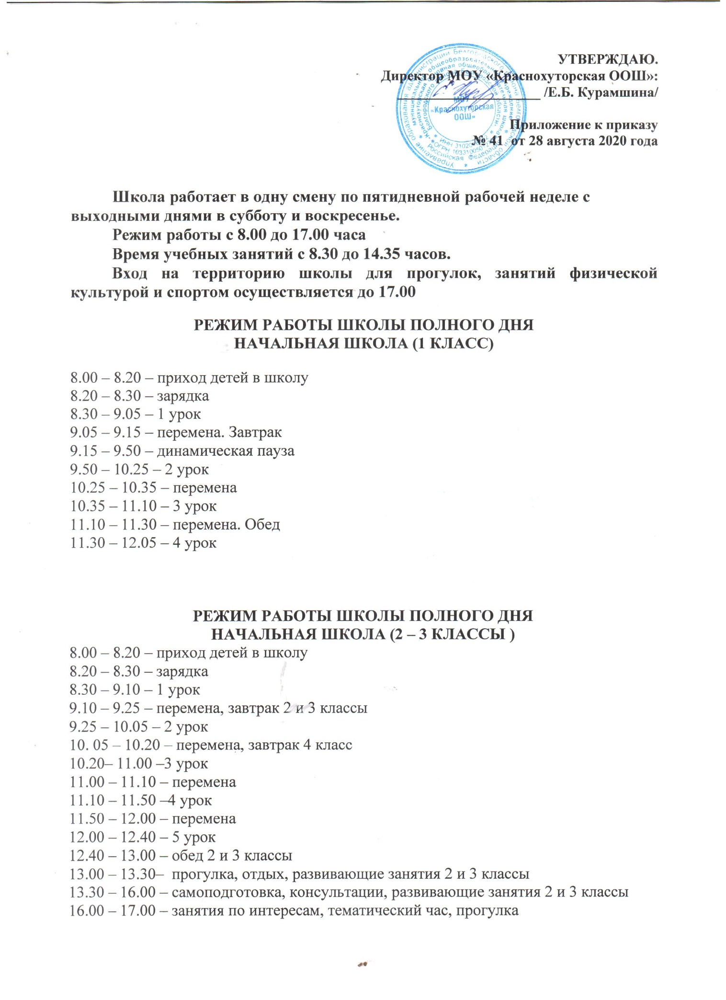 УТВЕРЖДАЮ.
Директор МОУ «Краснохуторская ООШ»:
____________________ /Е.Б. Курамшина/
МОУ
«Краснохуторская
ООШ»
Приложение к приказу
№ 41 от 28 августа 2020 года
Школа работает в одну смену по пятидневной рабочей неделе с
выходными днями в субботу и воскресенье.
Режим работы с 8.00 до 17.00 часа
Время учебных занятий с 8.30 до 14.35 часов.
Вход на территорию школы для прогулок, занятий физической
культурой и спортом осуществляется до 17.00
РЕЖИМ РАБОТЫ ШКОЛЫ ПОЛНОГО ДНЯ
НАЧАЛЬНАЯ ШКОЛА (1 КЛАСС)
8.00 – 8.20 – приход детей в школу
8.20 – 8.30 – зарядка
8.30 – 9.05 – 1 урок
9.05 – 9.15 – перемена. Завтрак
9.15 – 9.50 – динамическая пауза
9.50 – 10.25 – 2 урок
10.25 – 10.35 – перемена
10.35 – 11.10 – 3 урок
11.10 – 11.30 – перемена. Обед
11.30 – 12.05 – 4 урок
РЕЖИМ РАБОТЫ ШКОЛЫ ПОЛНОГО ДНЯ
НАЧАЛЬНАЯ ШКОЛА (2 – 3 КЛАССЫ )
8.00 – 8.20 – приход детей в школу
8.20 – 8.30 – зарядка
8.30 – 9.10 – 1 урок
9.10 – 9.25 – перемена, завтрак 2 и 3 классы
9.25 – 10.05 – 2 урок
10. 05 – 10.20 – перемена, завтрак 4 класс
10.20– 11.00 –3 урок
11.00 – 11.10 – перемена
11.10 – 11.50 –4 урок
11.50 – 12.00 – перемена
12.00 – 12.40 – 5 урок
12.40 – 13.00 – обед 2 и 3 классы
13.00 – 13.30– прогулка, отдых, развивающие занятия 2 и 3 классы
13.30 – 16.00 – самоподготовка, консультации, развивающие занятия 2 и 3 классы
16.00 – 17.00 – занятия по интересам, тематический час, прогулка